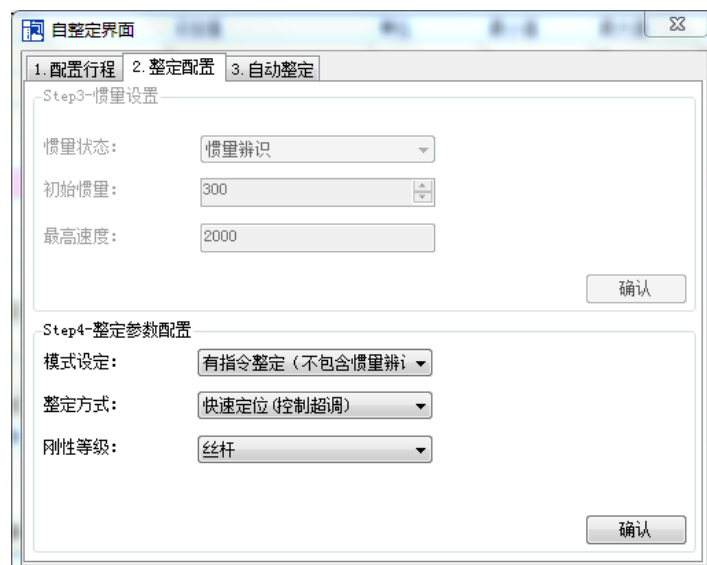 自整定界面
1.配置行程 2.整定配置 3.自动整定
Step3-惯量设置
惯量状态： 惯量辨识
初始惯量： 300
最高速度： 2000
确认
Step4-整定参数配置
模式设定： 有指令整定（不包含惯量辨
整定方式： 快速定位(控制超调)
刚性等级： 丝杆
确认